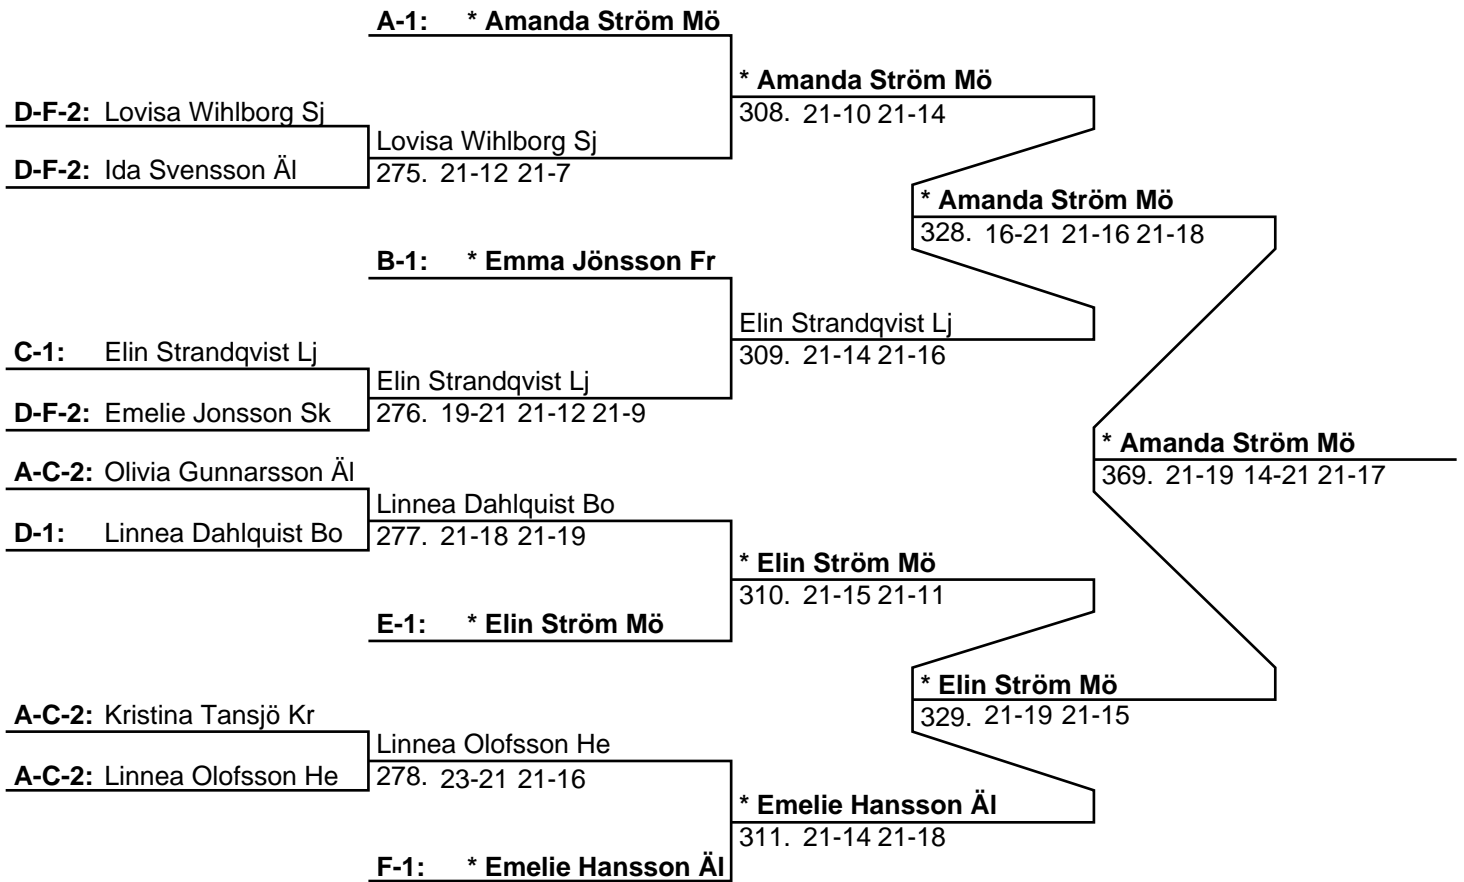 A-1: * Amanda Ström Mö
* Amanda Ström Mö
D-F-2: Lovisa Wihlborg Sj
308. 21-10 21-14
Lovisa Wihlborg Sj
D-F-2: Ida Svensson Äl
275. 21-12 21-7
* Amanda Ström Mö
328. 16-21 21-16 21-18
B-1: * Emma Jönsson Fr
Elin Strandqvist Lj
C-1: Elin Strandqvist Lj
309. 21-14 21-16
Elin Strandqvist Lj
D-F-2: Emelie Jonsson Sk
276. 19-21 21-12 21-9
* Amanda Ström Mö
A-C-2: Olivia Gunnarsson Äl
369. 21-19 14-21 21-17
Linnea Dahlquist Bo
D-1: Linnea Dahlquist Bo
277. 21-18 21-19
* Elin Ström Mö
310. 21-15 21-11
E-1: * Elin Ström Mö
* Elin Ström Mö
A-C-2: Kristina Tansjö Kr
329. 21-19 21-15
Linnea Olofsson He
A-C-2: Linnea Olofsson He
278. 23-21 21-16
* Emelie Hansson Äl
311. 21-14 21-18
F-1: * Emelie Hansson Äl